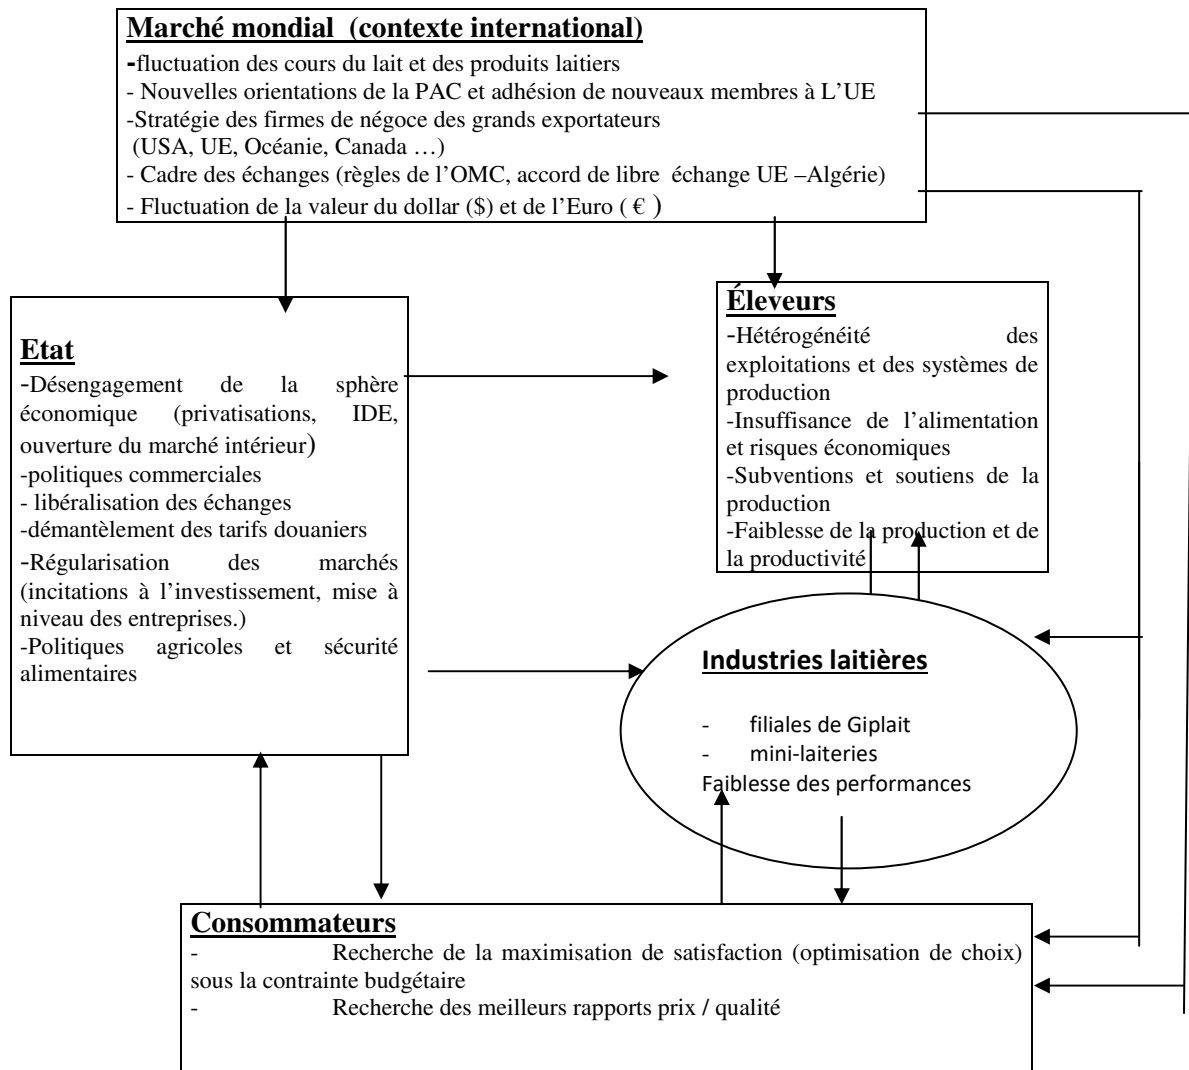 Marché mondial (contexte international)
-fluctuation des cours du lait et des produits laitiers
- Nouvelles orientations de la PAC et adhésion de nouveaux membres à L’UE
-Stratégie des firmes de négoce des grands exportateurs
(USA, UE, Océanie, Canada …)
- Cadre des échanges (règles de l’OMC, accord de libre échange UE –Algérie)
- Fluctuation de la valeur du dollar ($) et de l’Euro ( € )
Etat
-Désengagement de la sphère
économique (privatisations, IDE,
ouverture du marché intérieur)
-politiques commerciales
- libéralisation des échanges
-démantèlement des tarifs douaniers
-Régularisation des marchés
(incitations à l’investissement, mise à
niveau des entreprises.)
-Politiques agricoles et sécurité
alimentaires
Éleveurs
-Hétérogénéité des
exploitations et des systèmes de
production
-Insuffisance de l’alimentation
et risques économiques
-Subventions et soutiens de la
production
-Faiblesse de la production et de
la productivité
Industries laitières
- filiales de Giplait
- mini-laiteries
Faiblesse des performances
Consommateurs
- Recherche de la maximisation de satisfaction (optimisation de choix)
sous la contrainte budgétaire
- Recherche des meilleurs rapports prix / qualité